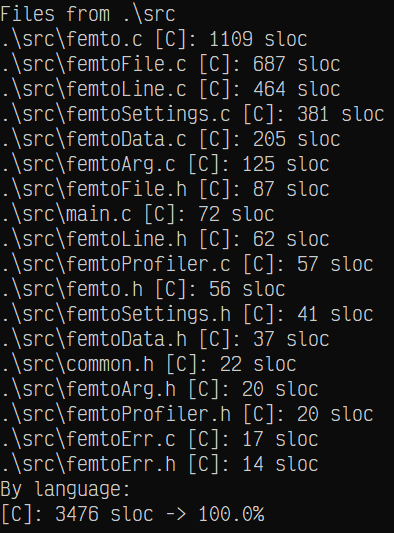 Files from .\src
.\src\femto.c [C]: 1109 sloc
.\src\femtoFile.c [C]: 687 sloc
.\src\femtoLine.c [C]: 464 sloc
.\src\femtoSettings.c [C]: 381 sloc
.\src\femtoData.c [C]: 205 sloc
.\src\femtoArg.c [C]: 125 sloc
.\src\femtoFile.h [C]: 87 sloc
.\src\main.c [C]: 72 sloc
.\src\femtoLine.h [C]: 62 sloc
.\src\femtoProfiler.c [C]: 57 sloc
.\src\femto.h [C]: 56 sloc
.\src\femtoSettings.h [C]: 41 sloc
.\src\femtoData.h [C]: 37 sloc
.\src\common.h [C]: 22 sloc
.\src\femtoArg.h [C]: 20 sloc
.\src\femtoProfiler.h [C]: 20 sloc
.\src\femtoErr.c [C]: 17 sloc
.\src\femtoErr.h [C]: 14 sloc
By language:
[C]: 3476 sloc -> 100.0%